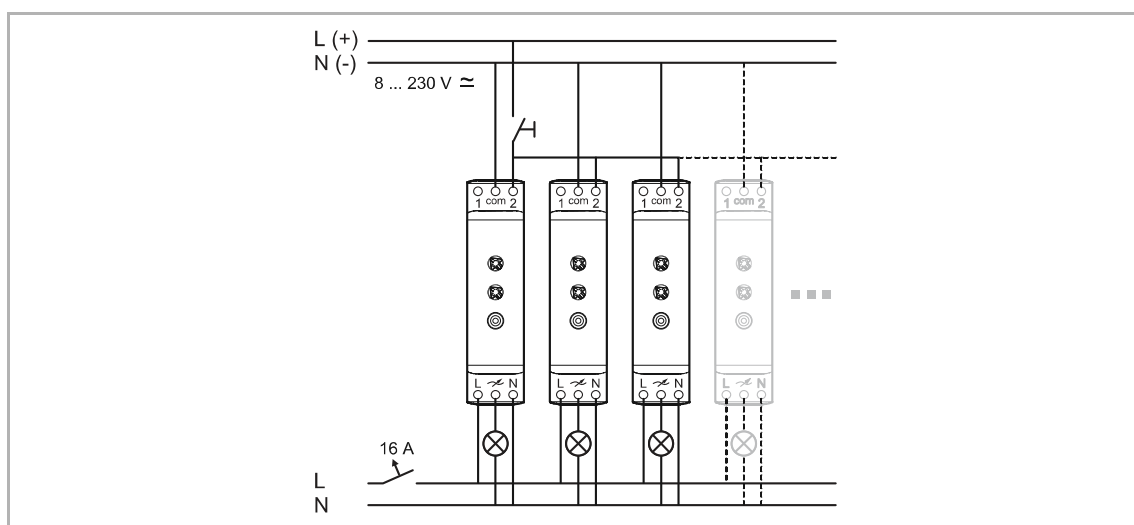 L (+)
N (-)
8 ... 230 V ≃
1 com 2
1 com 2
1 com 2
1 com 2
L N
L N
L N
L N
16 A
L
N